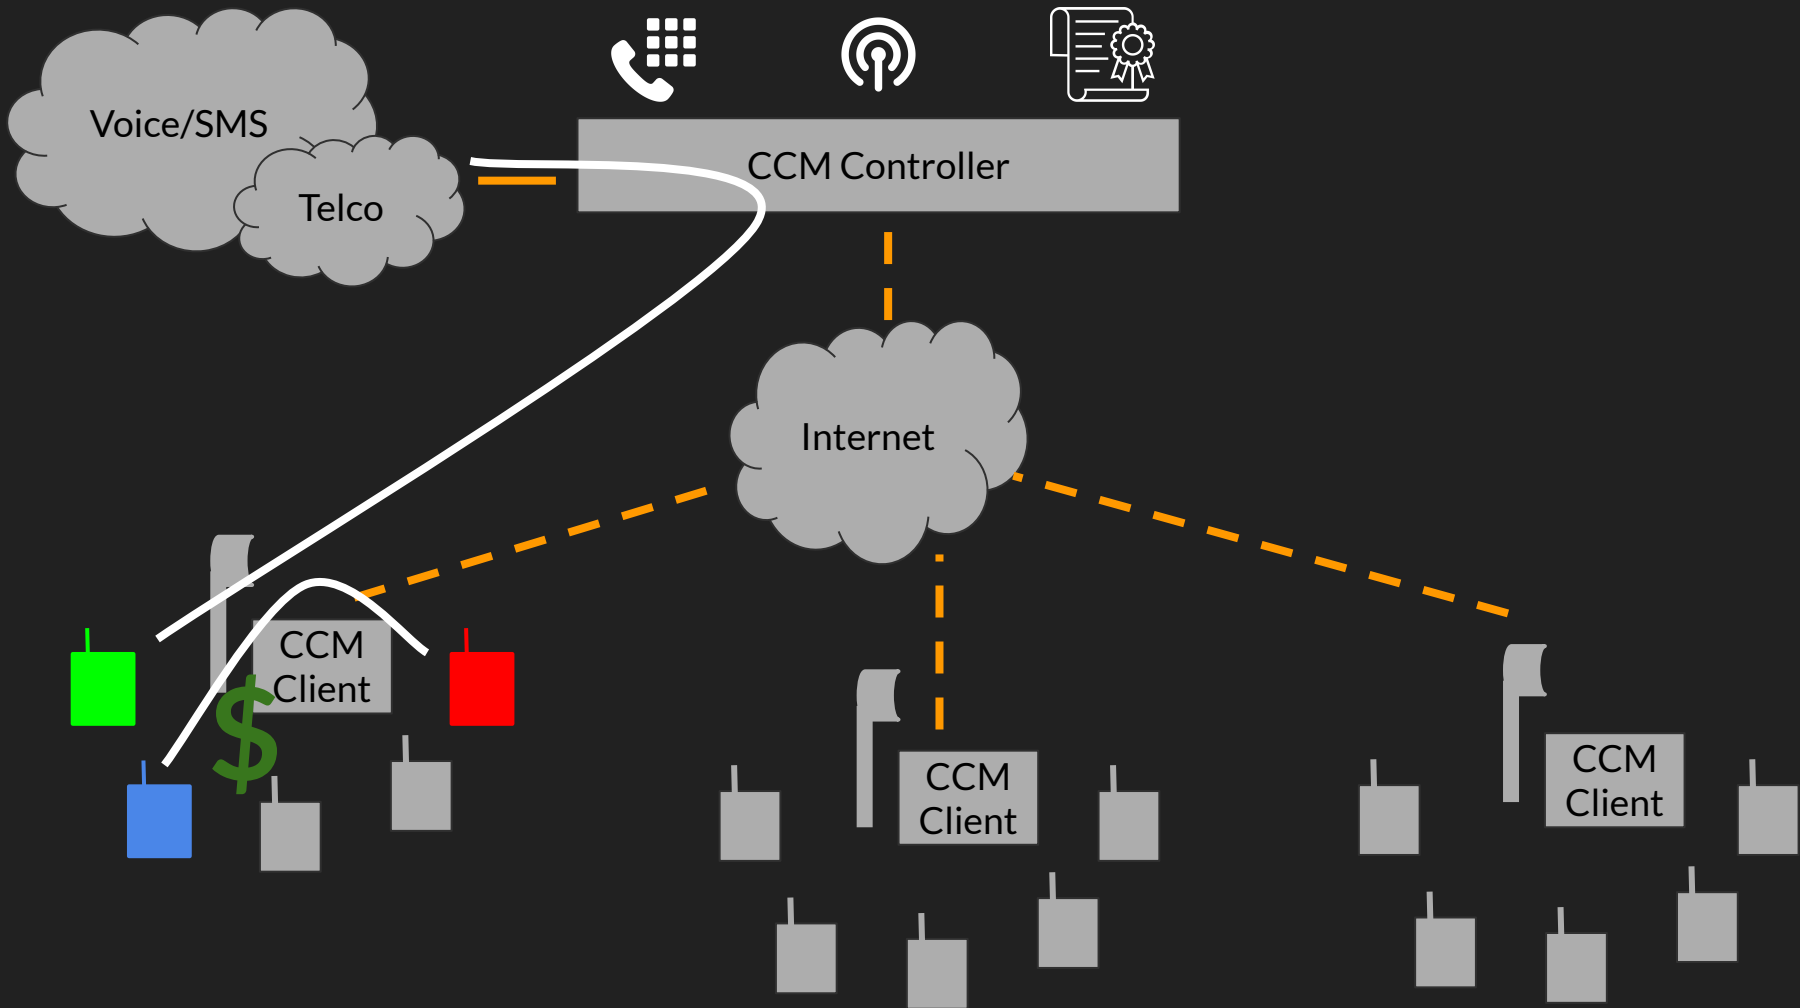 Voice/SMS
Telco
CCM Controller
Internet
CCM
Client
$
CCM
Client
CCM
Client